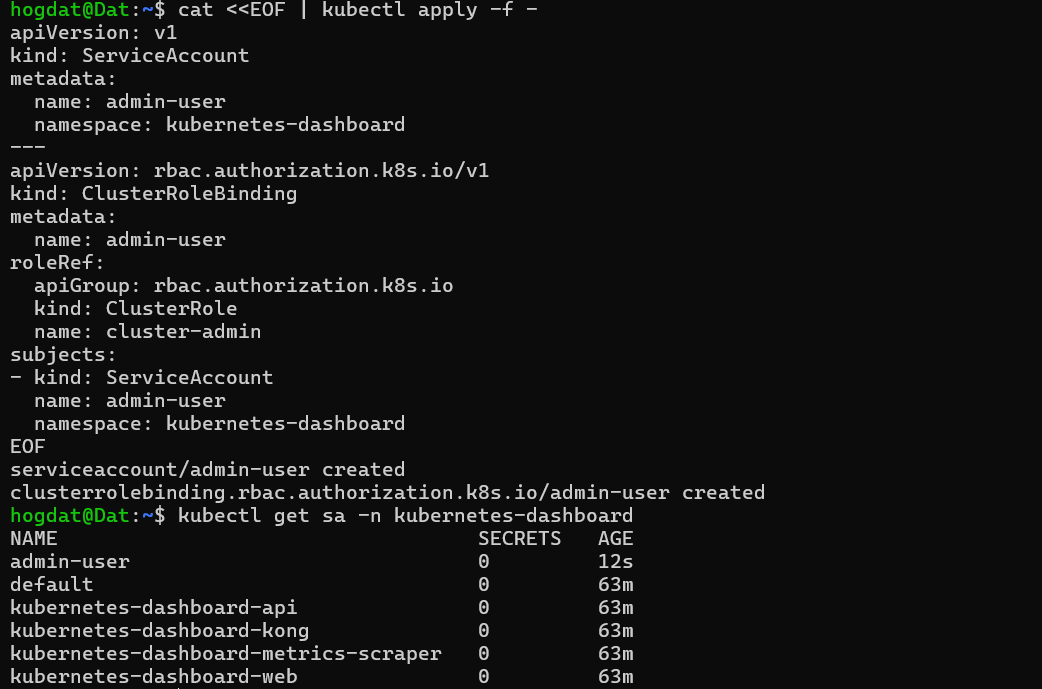 hogdat@Dat:~$ cat <<EOF | kubectl apply -f -
apiVersion: v1
kind: ServiceAccount
metadata:
  name: admin-user
  namespace: kubernetes-dashboard
---
apiVersion: rbac.authorization.k8s.io/v1
kind: ClusterRoleBinding
metadata:
  name: admin-user
roleRef:
  apiGroup: rbac.authorization.k8s.io
  kind: ClusterRole
  name: cluster-admin
subjects:
- kind: ServiceAccount
  name: admin-user
  namespace: kubernetes-dashboard
EOF
serviceaccount/admin-user created
clusterrolebinding.rbac.authorization.k8s.io/admin-user created
hogdat@Dat:~$ kubectl get sa -n kubernetes-dashboard
NAME                                   SECRETS   AGE
admin-user                             0         12s
default                                0         63m
kubernetes-dashboard-api               0         63m
kubernetes-dashboard-kong              0         63m
kubernetes-dashboard-metrics-scraper   0         63m
kubernetes-dashboard-web               0         63m